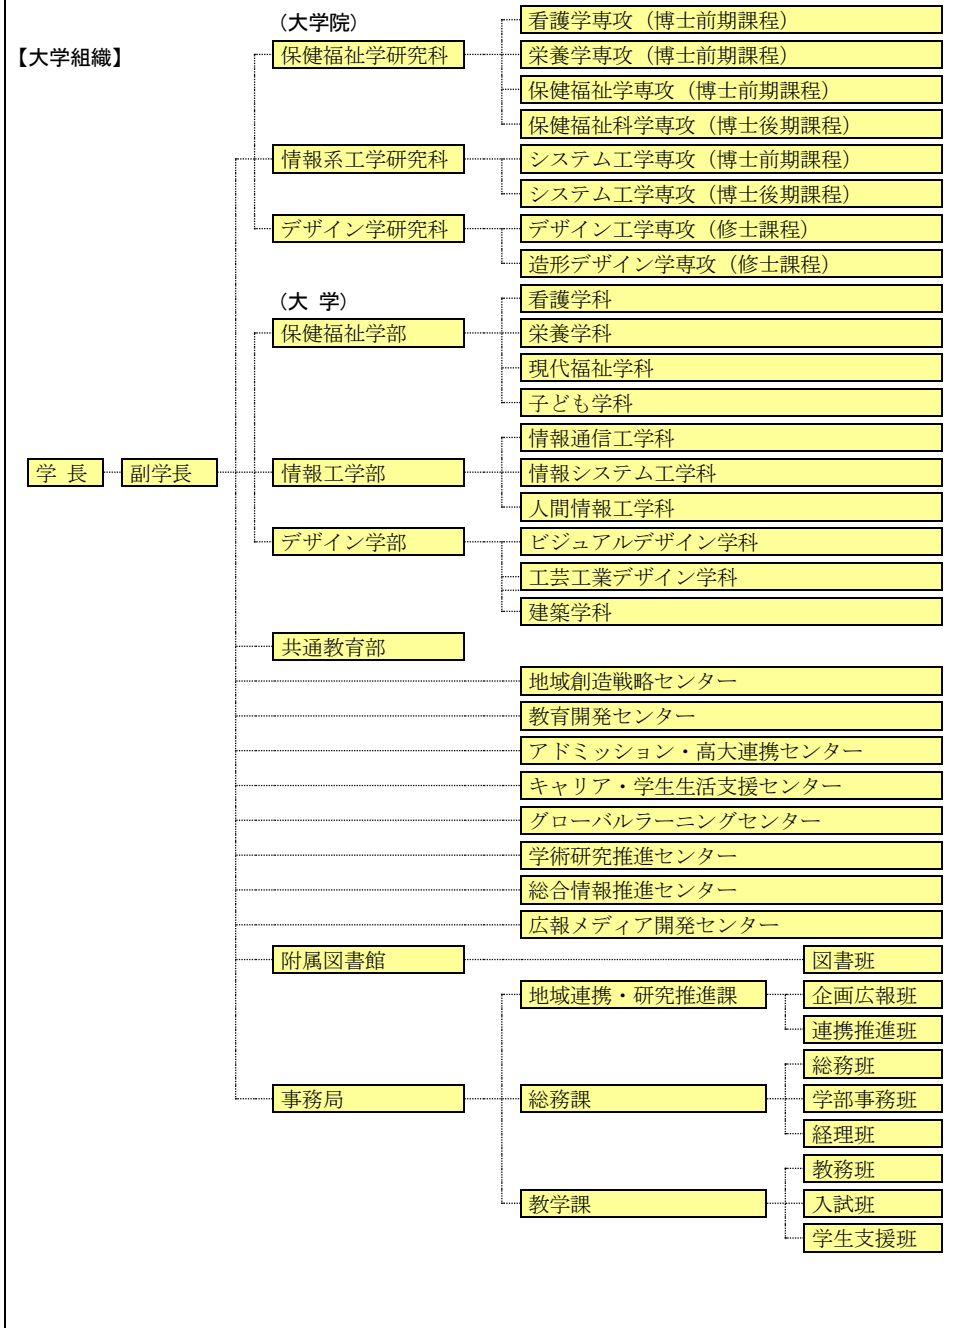 （大学院）
看護学専攻（博士前期課程）
【大学組織】
保健福祉学研究科
栄養学専攻（博士前期課程）
保健福祉学専攻（博士前期課程）
保健福祉科学専攻（博士後期課程）
情報系工学研究科
システム工学専攻（博士前期課程）
システム工学専攻（博士後期課程）
デザイン学研究科
デザイン工学専攻（修士課程）
造形デザイン学専攻（修士課程）
（大 学）
看護学科
保健福祉学部
栄養学科
現代福祉学科
子ども学科
情報通信工学科
学 長
副学長
情報工学部
情報システム工学科
人間情報工学科
デザイン学部
ビジュアルデザイン学科
工芸工業デザイン学科
建築学科
共通教育部
地域創造戦略センター
教育開発センター
アドミッション・高大連携センター
キャリア・学生生活支援センター
グローバルラーニングセンター
学術研究推進センター
総合情報推進センター
広報メディア開発センター
附属図書館
図書班
地域連携・研究推進課
企画広報班
連携推進班
総務班
事務局
総務課
学部事務班
経理班
教務班
教学課
入試班
学生支援班